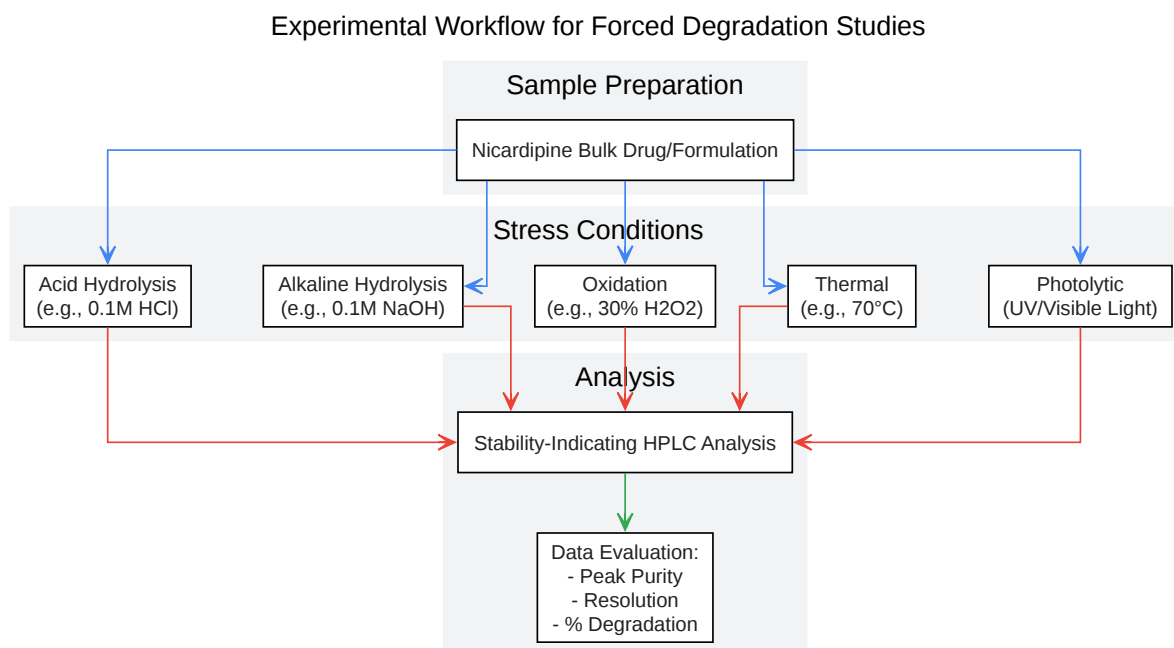 Experimental Workflow for Forced Degradation Studies
Sample Preparation
Nicardipine Bulk Drug/Formulation
Stress Conditions
Acid Hydrolysis
(e.g., 0.1M HCl)
Alkaline Hydrolysis
(e.g., 0.1M NaOH)
Oxidation
(e.g., 30% H2O2)
Thermal
(e.g., 70°C)
Photolytic
(UV/Visible Light)
Analysis
Stability-Indicating HPLC Analysis
Data Evaluation:
- Peak Purity
- Resolution
- % Degradation